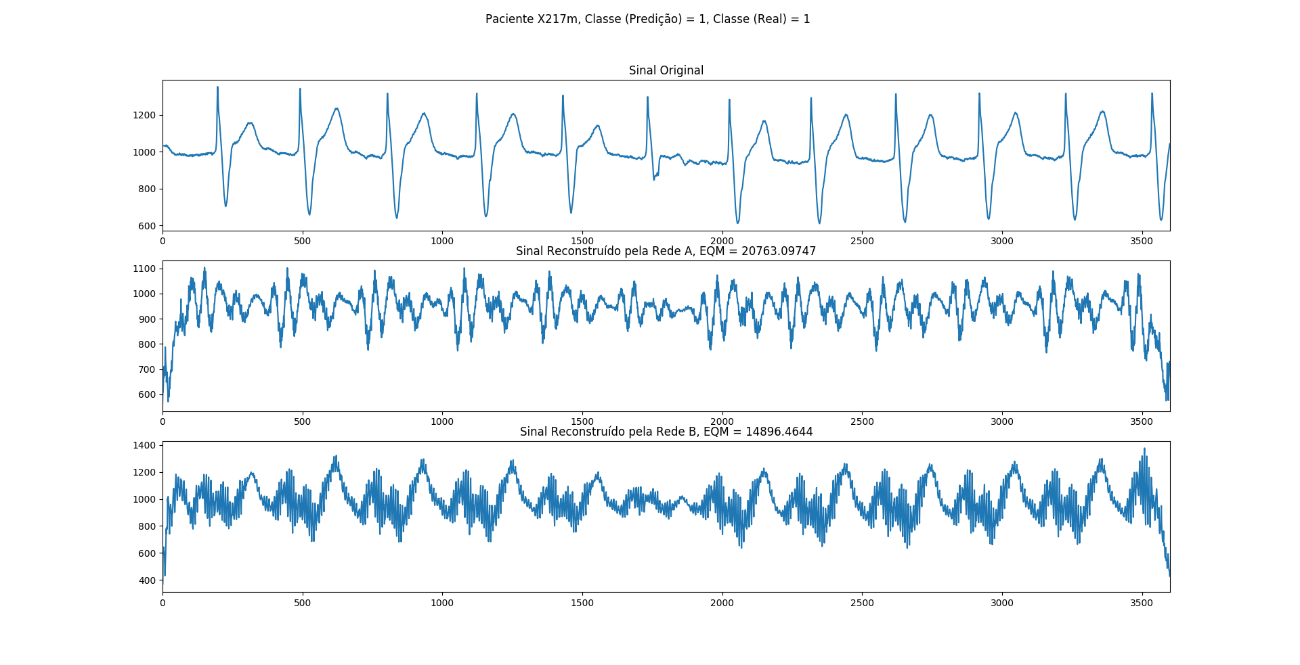 Paciente X217m, Classe (Predição) = 1, Classe (Real) = 1
Sinal Original
1200
1000
800
600
0 500 1000 1500 2000 2500 3000 3500
Sinal Reconstruído pela Rede A, EQM = 20763.09747
1100
1000
900
800
700
600
0 500 1000 1500 2000 2500 3000 3500
Sinal Reconstruído pela Rede B, EQM = 14896.4644
1400
1200
1000
800
600
400
0 500 1000 1500 2000 2500 3000 3500